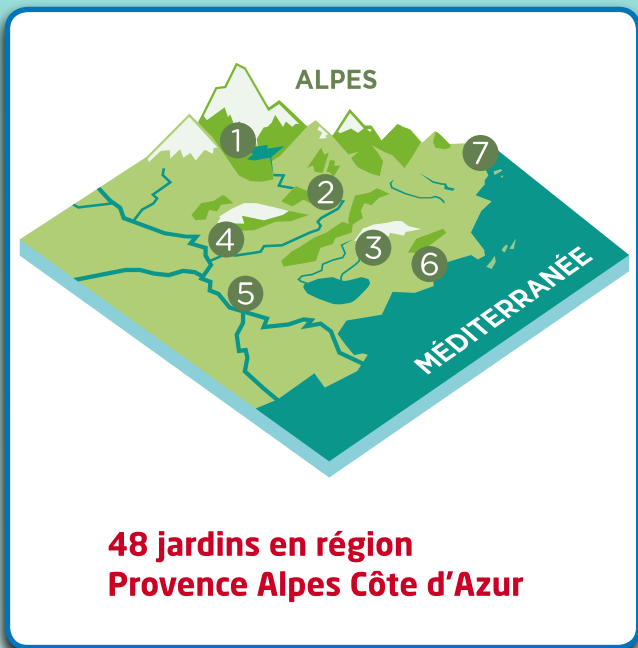 ALPES
1
7
2
4
3
6
5
MÉDITERRANÉE
48 jardins en région
Provence Alpes Côte d'Azur